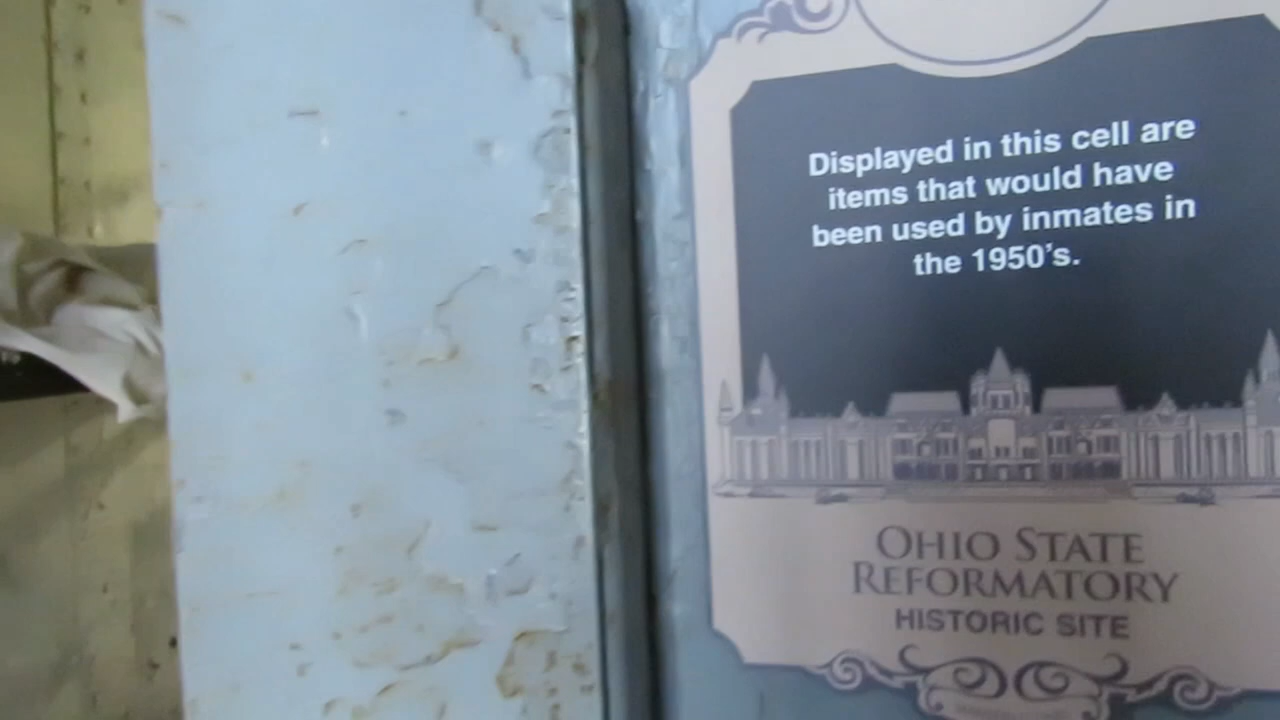 Displayed in this cell are
items that would have
been used by inmates in
the 1950's.
OHIO STATE
REFORMATORY
HISTORIC SITE